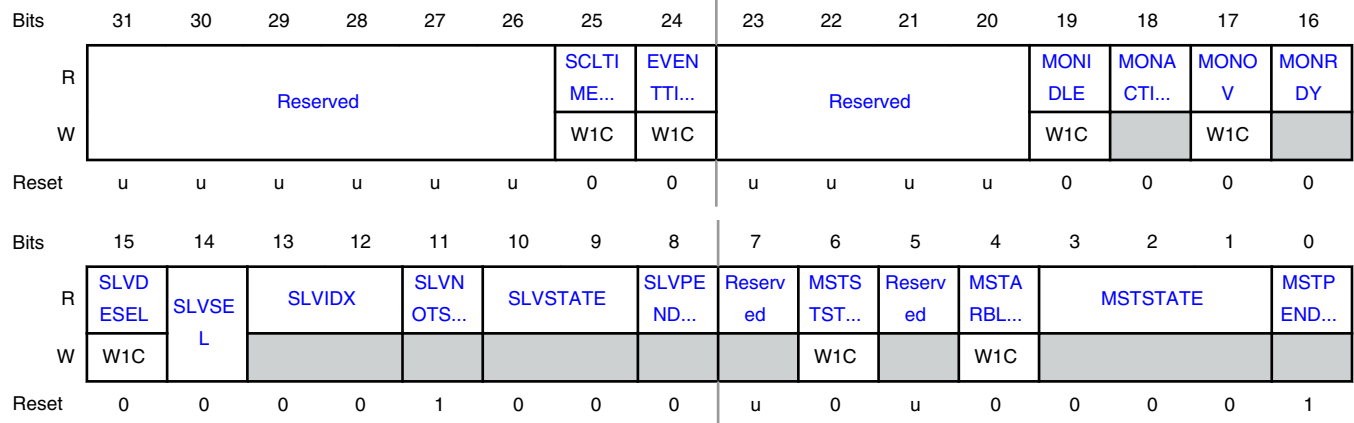 Bits 31 30 29 28 27 26 25 24 23 22 21 20 19 18 17 16
R Reserved SCLTI ME... EVEN TTI... Reserved MONI DLE MONA ACTI... MONO V MONR DY
W W1C W1C W1C W1C
Reset u u u u u u 0 0 u u u u 0 0 0 0
Bits 15 14 13 12 11 10 9 8 7 6 5 4 3 2 1 0
R SLVD ESEL SLVSE L SLVIDX SLVN OTS... SLVSTATE SLVPE ND... Reserv ed MSTS TST... Reserv ed MSTA RBL... MSTSTATE MSTP END...
W W1C W1C W1C
Reset 0 0 0 0 1 0 0 0 u 0 u 0 0 0 0 1